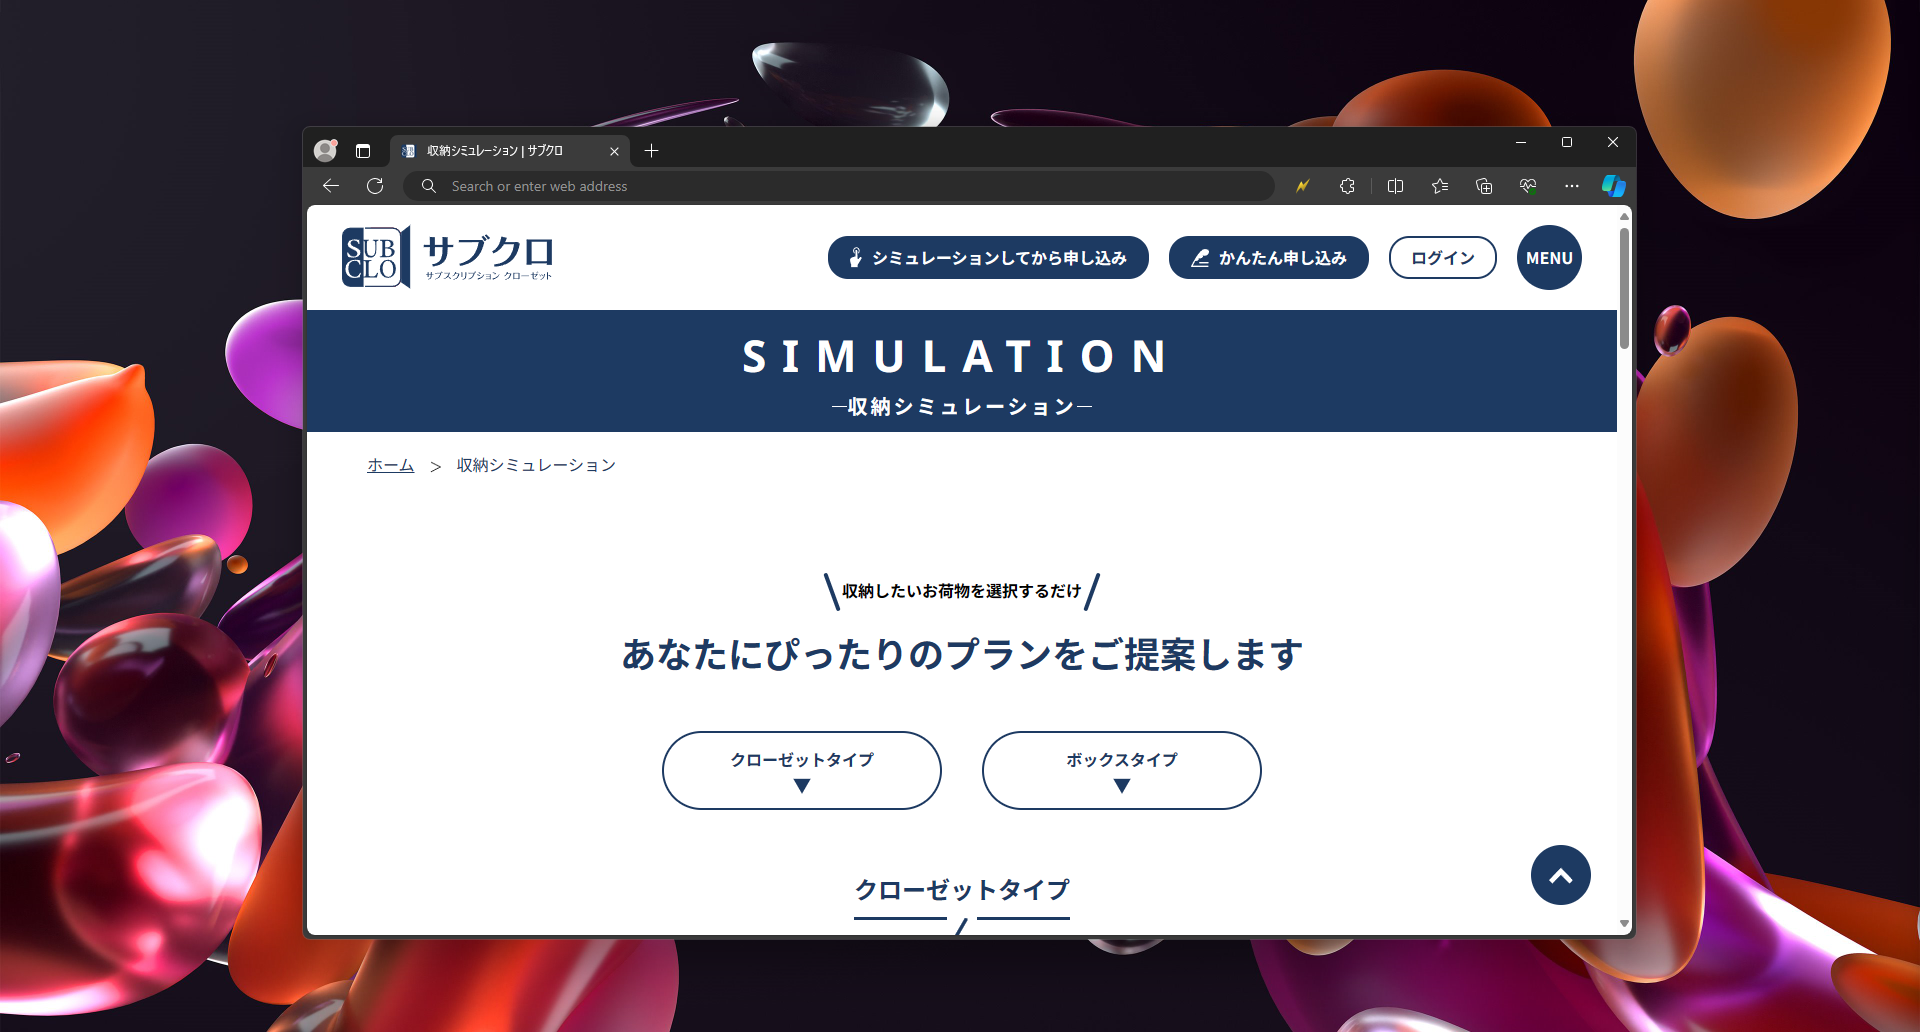 収納シミュレーション | サブクロ
Search or enter web address
SUB
CLO
サブクロ
サブスクリプション クローゼット
シミュレーションしてから申し込み
かんたん申し込み
ログイン
MENU
SIMULATION
─収納シミュレーション─
ホーム > 収納シミュレーション
収納したいお荷物を選択するだけ
あなたにぴったりのプランをご提案します
クローゼットタイプ
ボックスタイプ
クローゼットタイプ